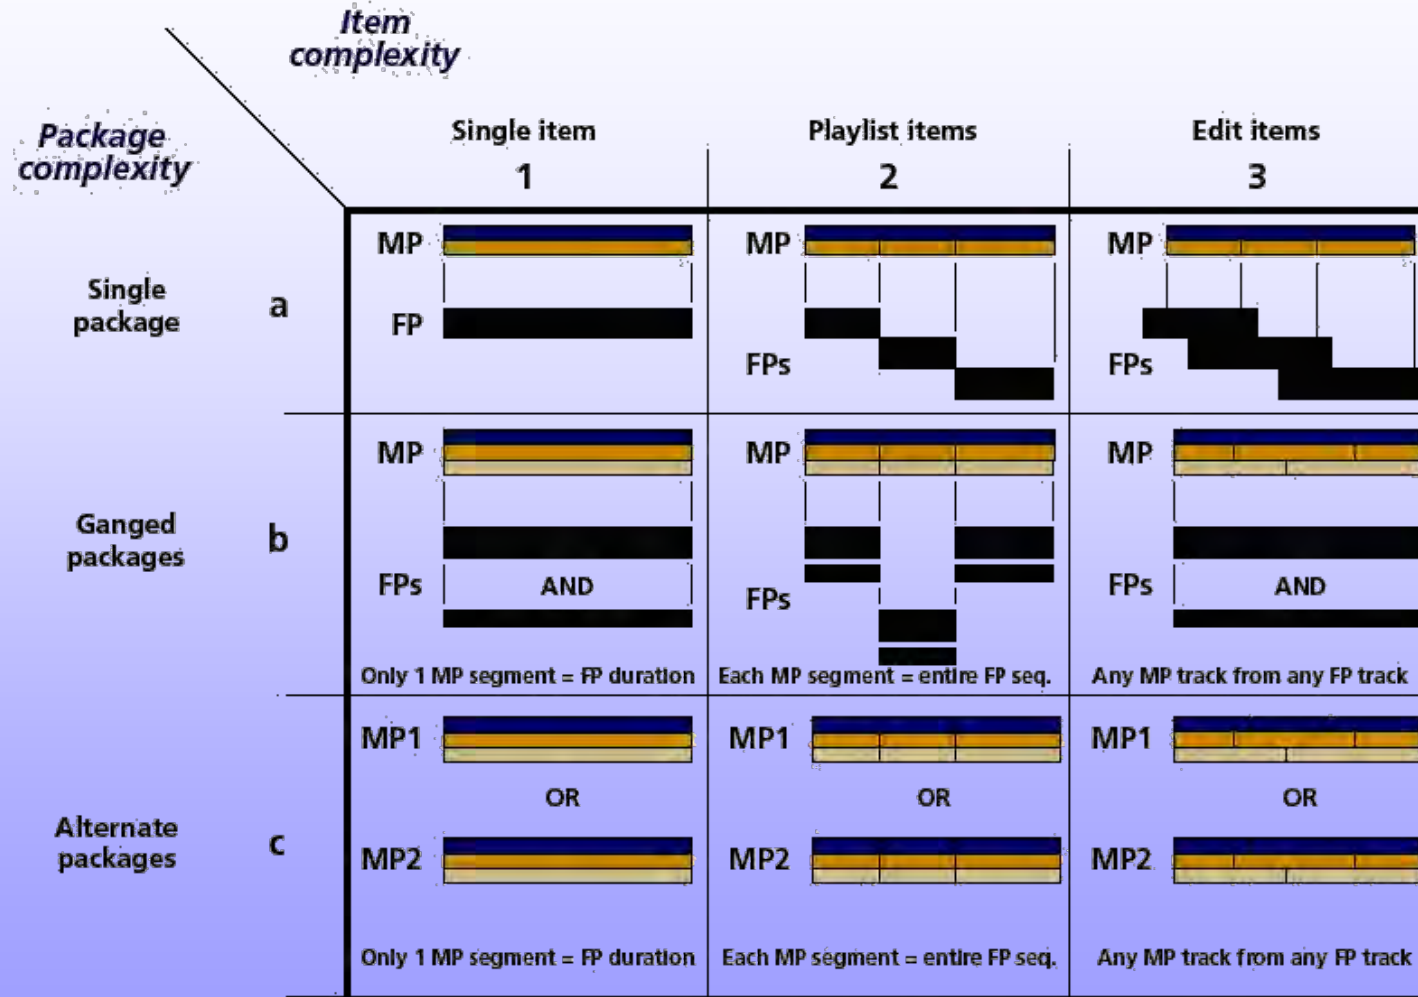 Item
complexity
Package
complexity
Single item
Playlist items
Edit items
1
2
3
MP
MP
MP
Single
package
a
FP
FPs
FPs
MP
MP
MP
Ganged
packages
b
FPs
AND
FPs
FPs
AND
Only 1 MP segment = FP duration
Each MP segment = entire FP seq.
Any MP track from any FP track
MP1
MP1
MP1
OR
OR
OR
Alternate
packages
c
MP2
MP2
MP2
Only 1 MP segment = FP duration
Each MP segment = entire FP seq.
Any MP track from any FP track